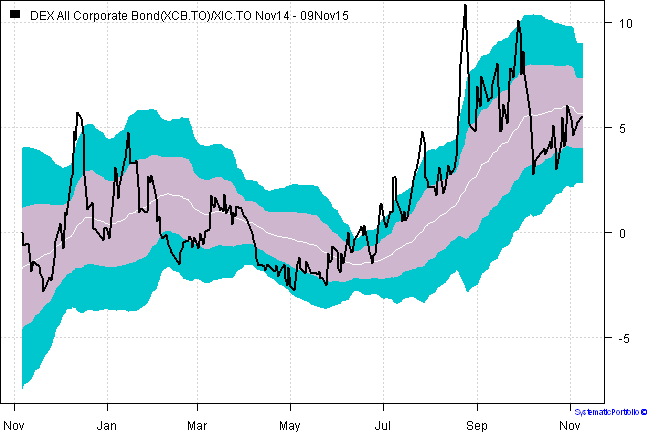 DEX All Corporate Bond(XCB.TO)/XIC.TO Nov14 - 09Nov15
10
5
0
-5
Nov Jan Mar May Jul Sep Nov
SystematicPortfolio ©